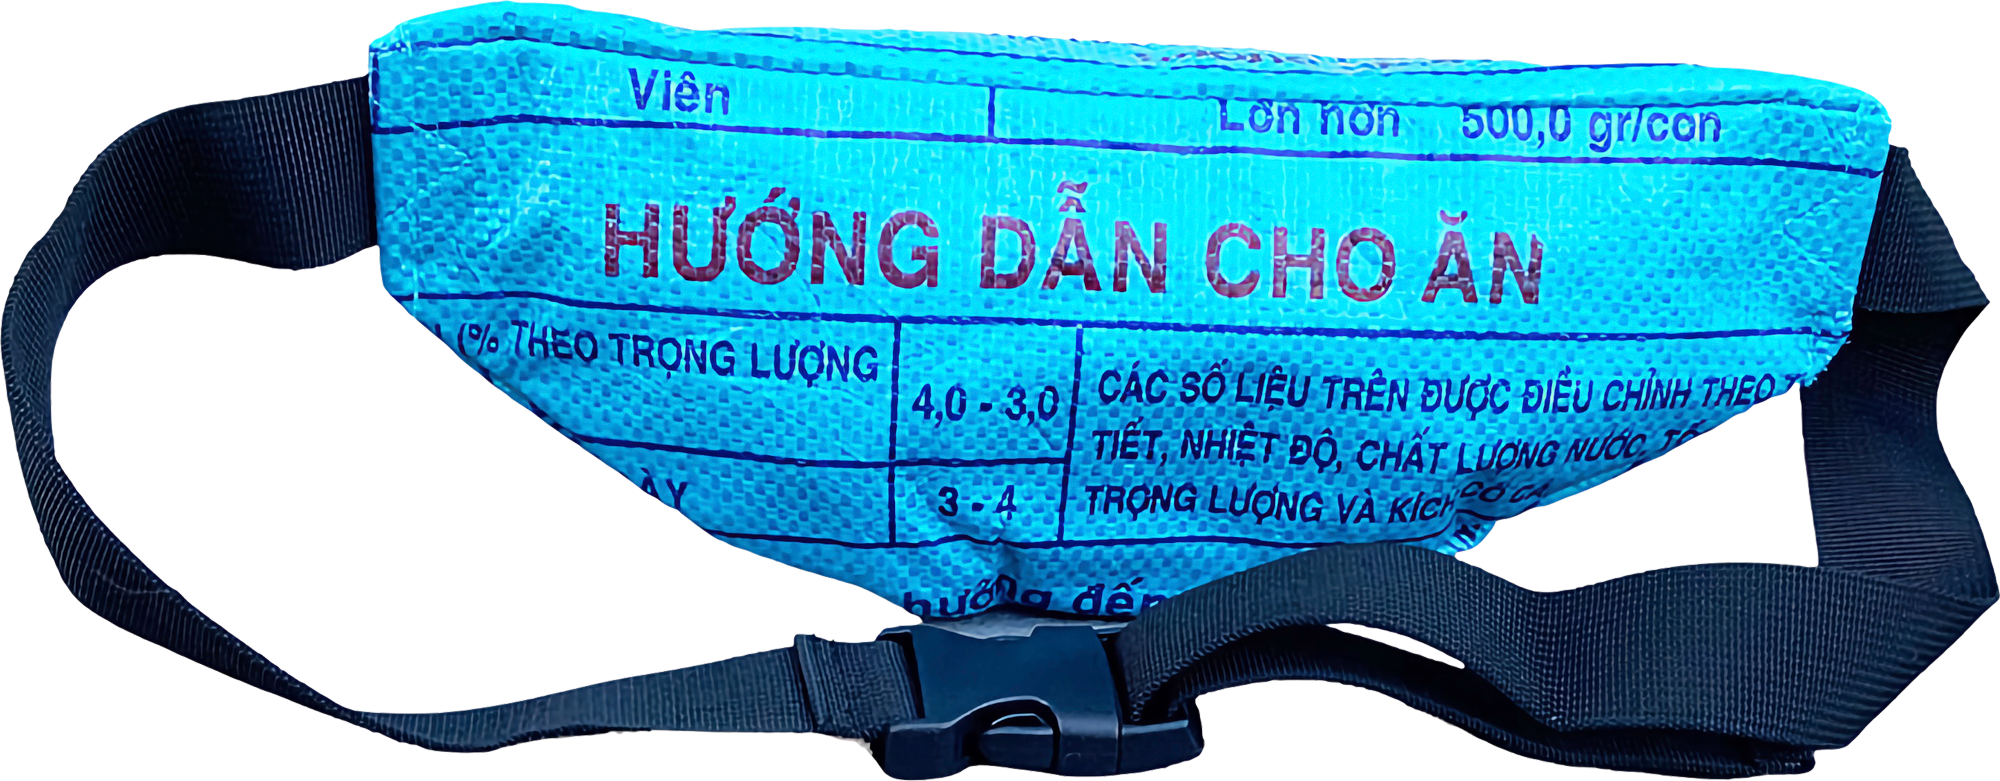 Viên Lớn hơn 500,0 gr/con
HƯỚNG DẪN CHO ĂN
(% THEO TRỌNG LƯỢNG
4,0 - 3,0
3 - 4
CÁC SỐ LIỆU TRÊN ĐƯỢC ĐIỀU CHỈNH THEO
TIẾT, NHIỆT ĐỘ, CHẤT LƯỢNG NƯỚC,
TRỌNG LƯỢNG VÀ KÍCH CỠ
hưởng đến